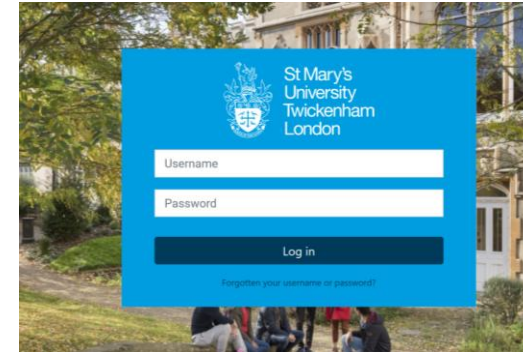 St Mary's
University
Twickenham
London
Username
Password
Log in
Forgotten your username or password?